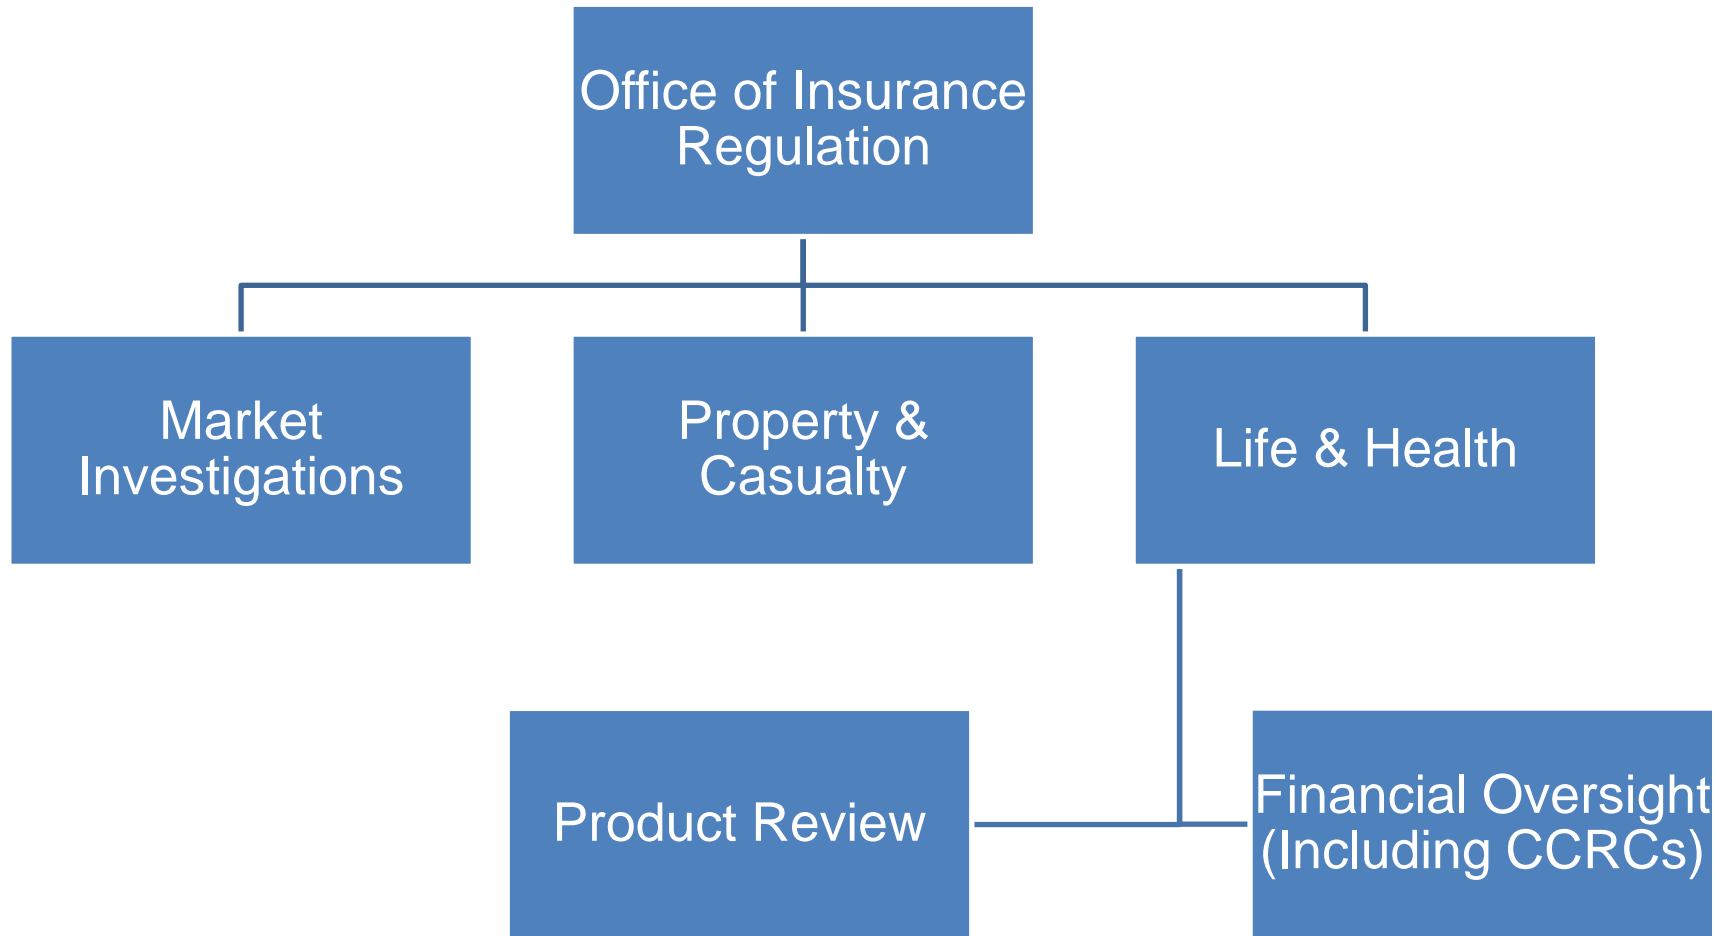 Office of Insurance
Regulation
Market
Investigations
Property &
Casualty
Life & Health
Product Review
Financial Oversight
(Including CCRCs)